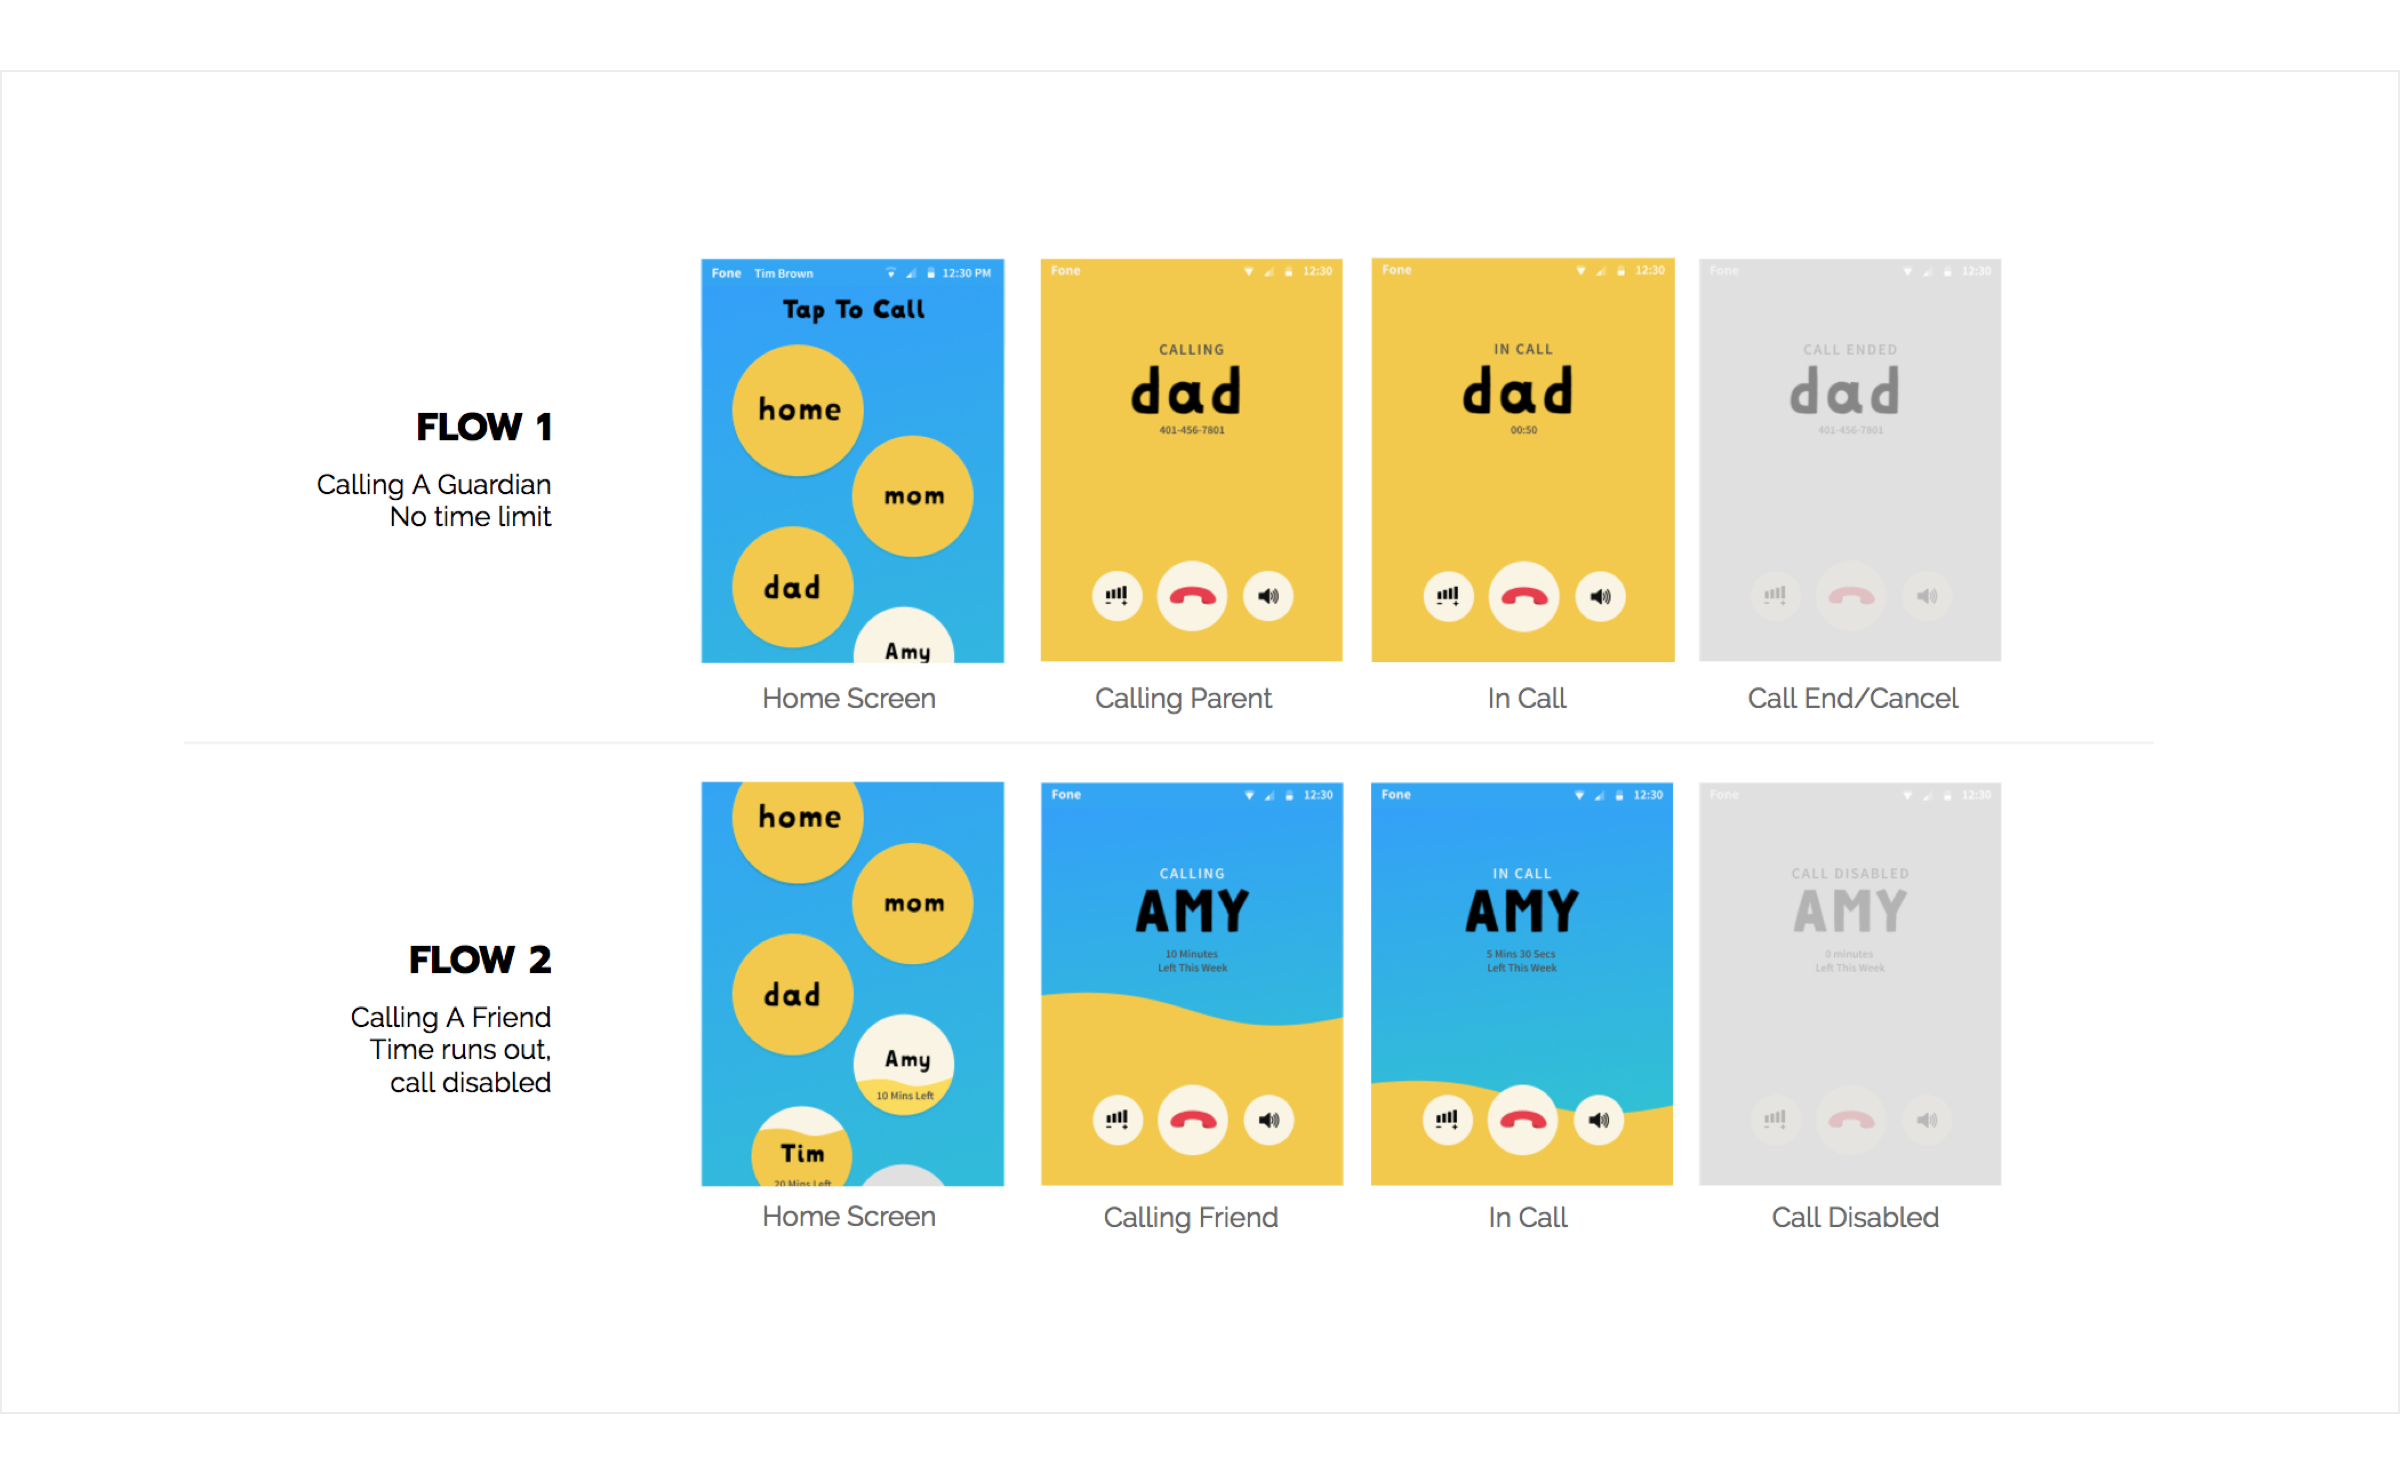 FLOW 1
Calling A Guardian
No time limit
Fone Tim Brown 12:30 PM
Tap To Call
home
mom
dad
Amy
Home Screen
Fone 12:30
CALLING
dad
401-456-7801
Calling Parent
Fone 12:30
IN CALL
dad
00:50
In Call
Fone 12:30
CALL ENDED
dad
401-456-7801
Call End/Cancel
FLOW 2
Calling A Friend
Time runs out,
call disabled
home
mom
dad
Amy
10 Mins Left
Tim
20 Mins Left
Home Screen
Fone 12:30
CALLING
AMY
10 Minutes
Left This Week
Calling Friend
Fone 12:30
IN CALL
AMY
5 Mins 30 Secs
Left This Week
In Call
Fone 12:30
CALL DISABLED
AMY
0 minutes
Left This Week
Call Disabled